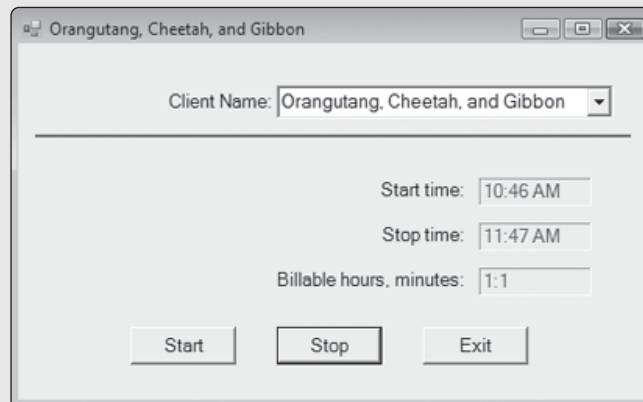 Orangutang, Cheetah, and Gibbon
Client Name: Orangutang, Cheetah, and Gibbon
Start time: 10:46 AM
Stop time: 11:47 AM
Billable hours, minutes: 1:1
Start Stop Exit